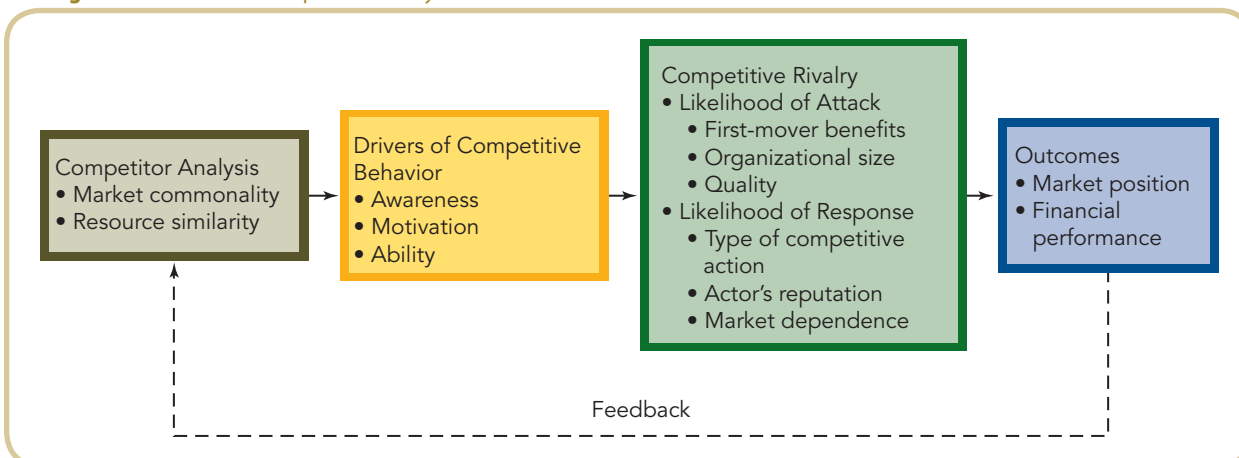 Competitor Analysis
• Market commonality
• Resource similarity
Drivers of Competitive
Behavior
• Awareness
• Motivation
• Ability
Competitive Rivalry
• Likelihood of Attack
• First-mover benefits
• Organizational size
• Quality
• Likelihood of Response
• Type of competitive
action
• Actor's reputation
• Market dependence
Outcomes
• Market position
• Financial
performance
Feedback